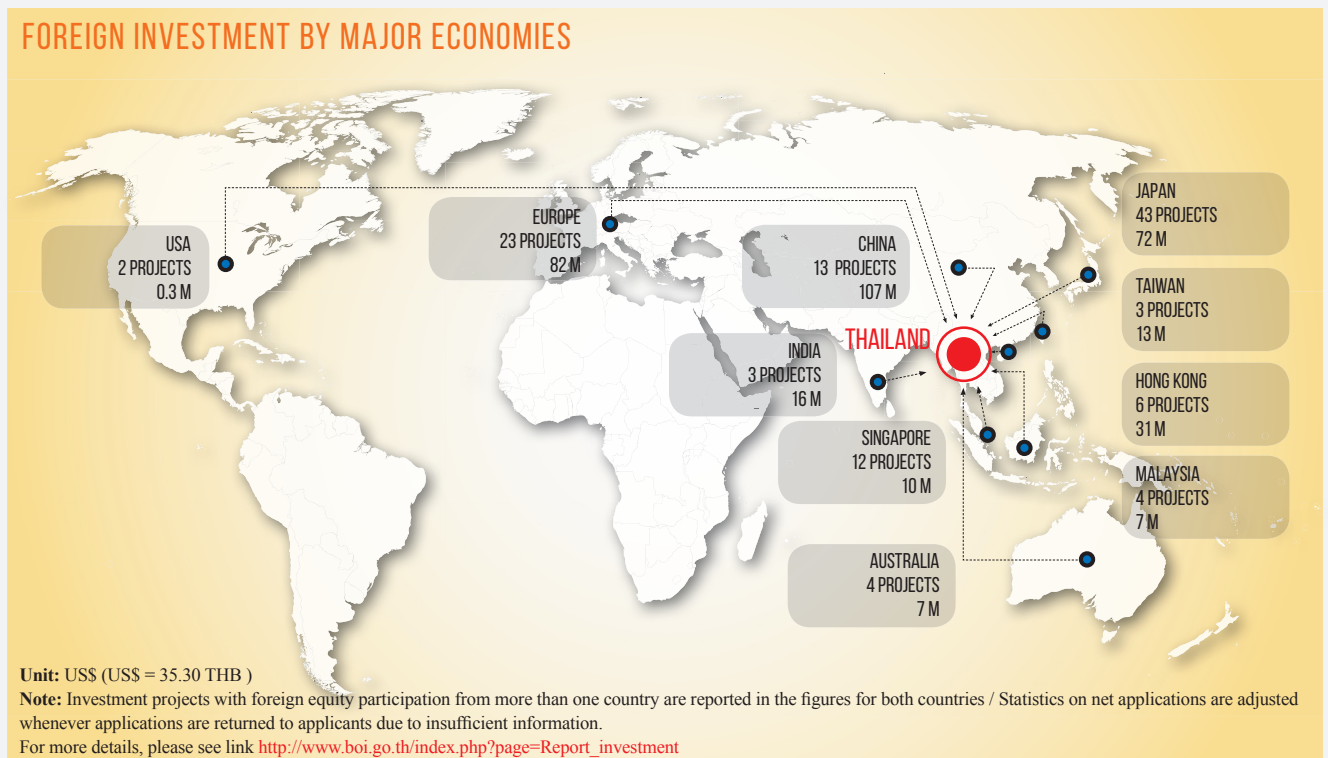 FOREIGN INVESTMENT BY MAJOR ECONOMIES
USA
2 PROJECTS
0.3 M
EUROPE
23 PROJECTS
82 M
CHINA
13 PROJECTS
107 M
JAPAN
43 PROJECTS
72 M
TAIWAN
3 PROJECTS
13 M
THAILAND
INDIA
3 PROJECTS
16 M
HONG KONG
6 PROJECTS
31 M
SINGAPORE
12 PROJECTS
10 M
MALAYSIA
4 PROJECTS
7 M
AUSTRALIA
4 PROJECTS
7 M
Unit: US$ (US$ = 35.30 THB )
Note: Investment projects with foreign equity participation from more than one country are reported in the figures for both countries / Statistics on net applications are adjusted
whenever applications are returned to applicants due to insufficient information.
For more details, please see link http://www.boi.go.th/index.php?page=Report_investment